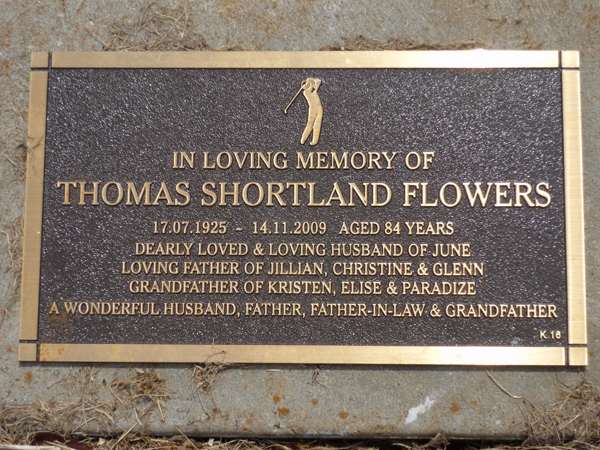 IN LOVING MEMORY OF
THOMAS SHORTLAND FLOWERS
17.07.1925 - 14.11.2009 AGED 84 YEARS
DEARLY LOVED & LOVING HUSBAND OF JUNE
LOVING FATHER OF JILLIAN, CHRISTINE & GLENN
GRANDFATHER OF KRISTEN, ELISE & PARADIZE
A WONDERFUL HUSBAND, FATHER, FATHER-IN-LAW & GRANDFATHER
K 16